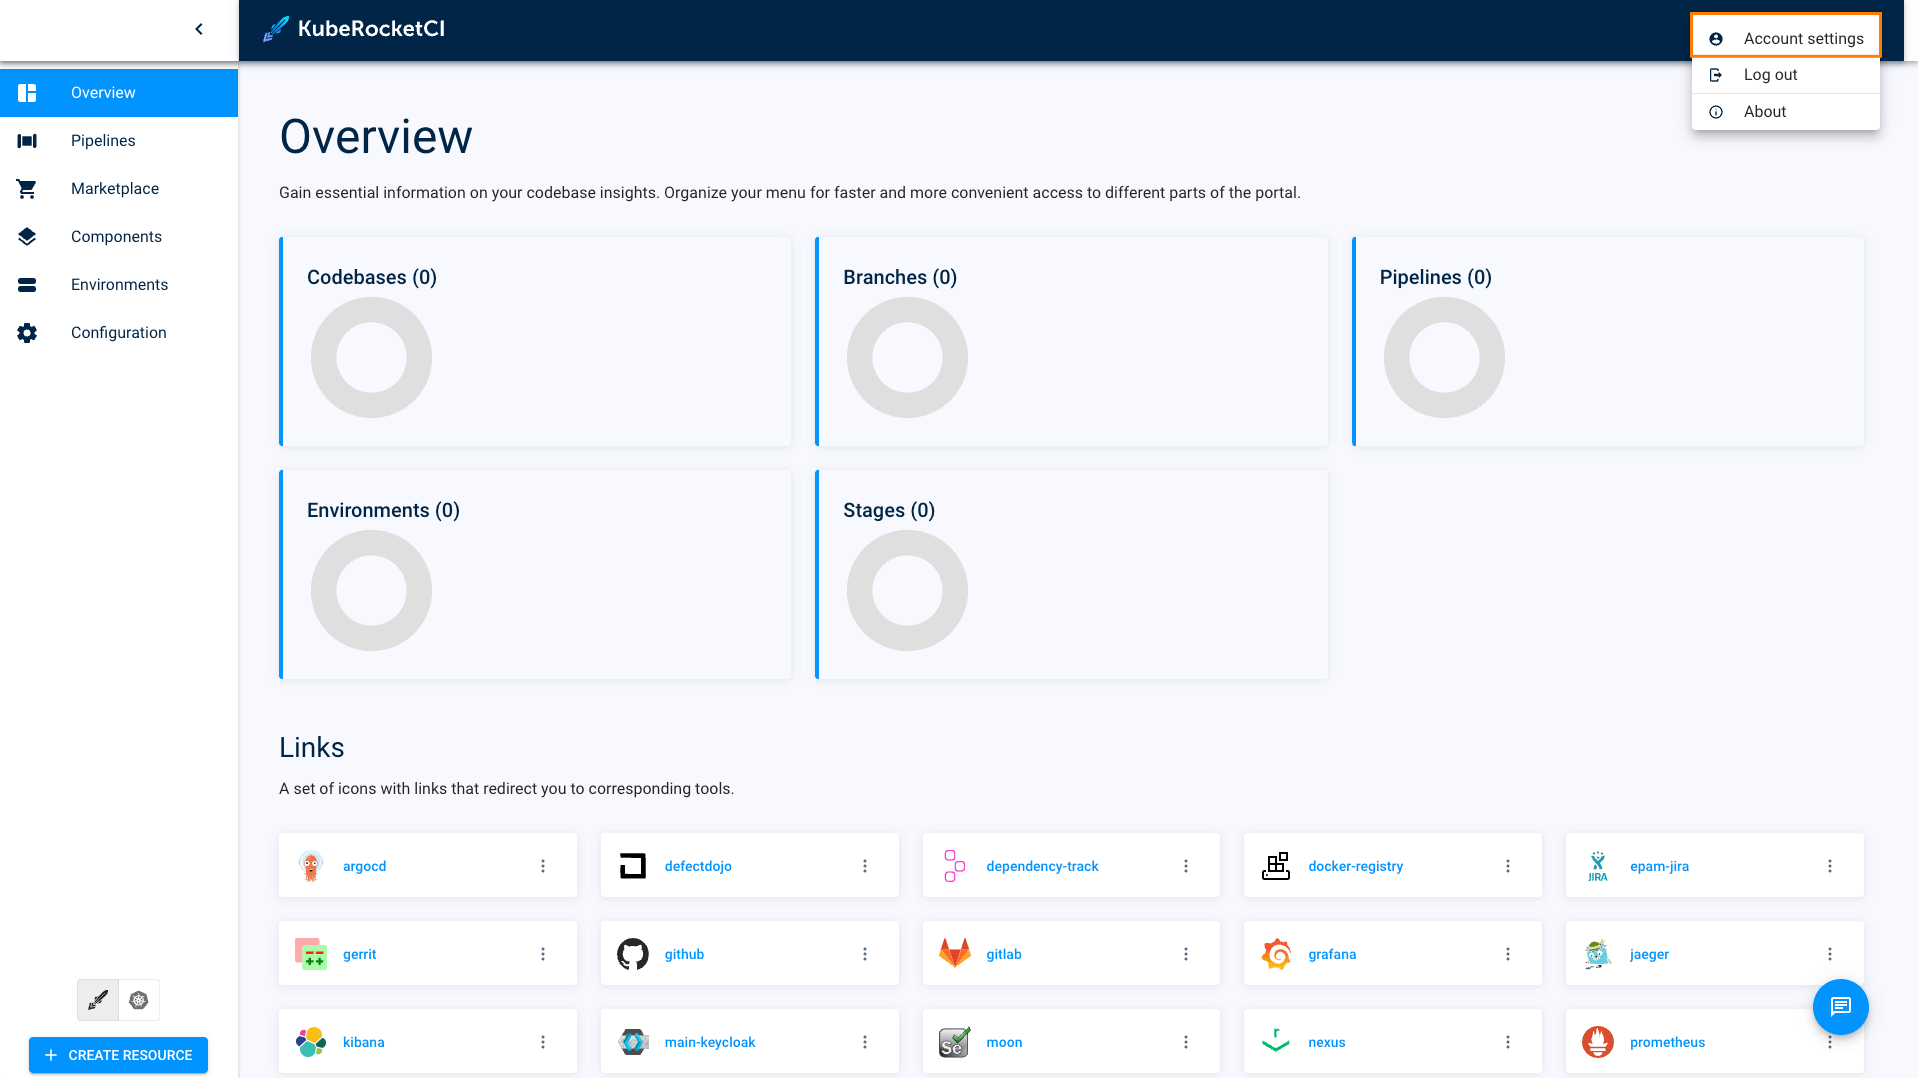 KubeRocketCI
Account settings
Log out
About
Overview
Pipelines
Marketplace
Components
Environments
Configuration
Overview
Gain essential information on your codebase insights. Organize your menu for faster and more convenient access to different parts of the portal.
Codebases (0)
Branches (0)
Pipelines (0)
Environments (0)
Stages (0)
Links
A set of icons with links that redirect you to corresponding tools.
argocd
defectdojo
dependency-track
docker-registry
JIRA
epam-jira
gerrit
github
gitlab
grafana
jaeger
kibana
main-keycloak
Se
moon
r
nexus
prometheus
CREATE RESOURCE